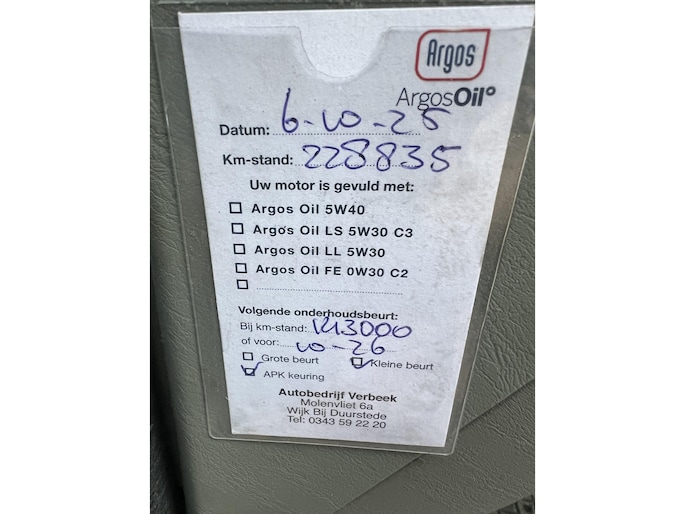 Argos
ArgosOil
Datum: 6-10-25
Km-stand: 228835
Uw motor is gevuld met:
Argos Oil 5W40
Argos Oil LS 5W30 C3
Argos Oil LL 5W30
Argos Oil FE 0W30 C2
Volgende onderhoudsbeurt:
Bij km-stand:
of voor: 10-26
Grote beurt Kleine beurt
APK keuring
Autobedrijf Verbeek
Molenvliet 6a
Wijk Bij Duurstede
Tel: 0343 59 22 20